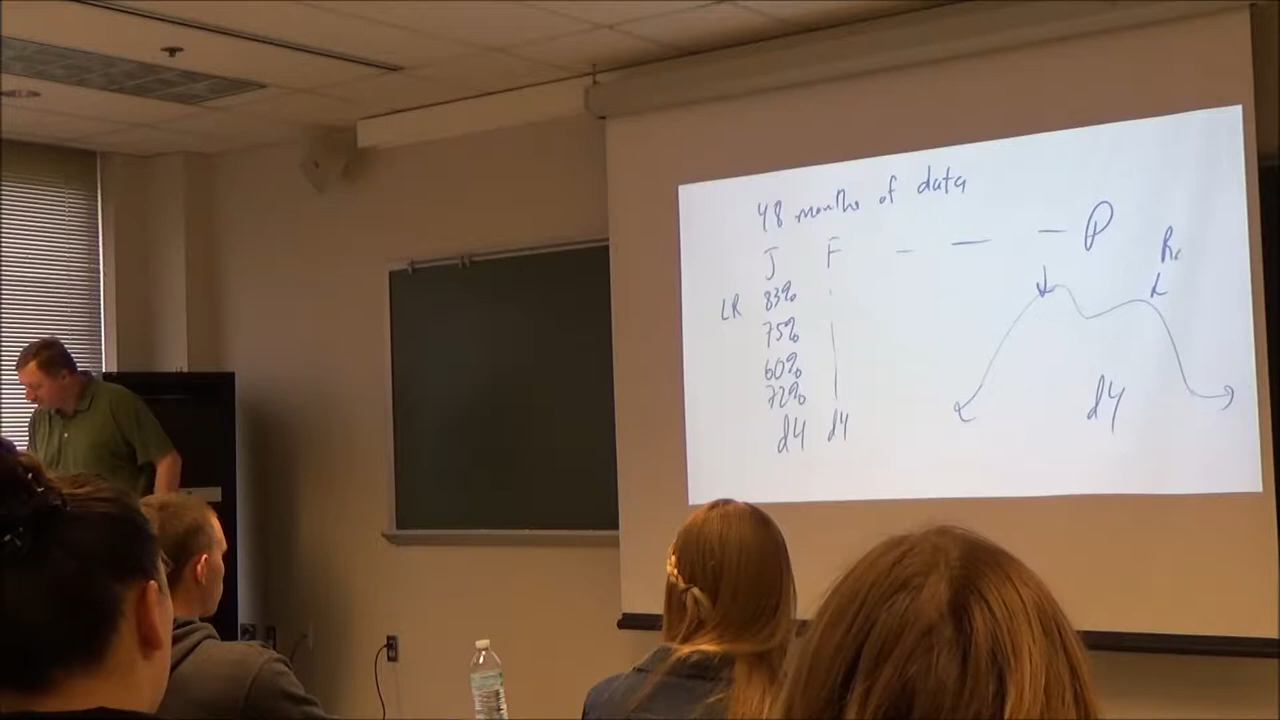 48 months of data
J F - — — P
LR 83%
75%
60%
72%
d4 d4
d4